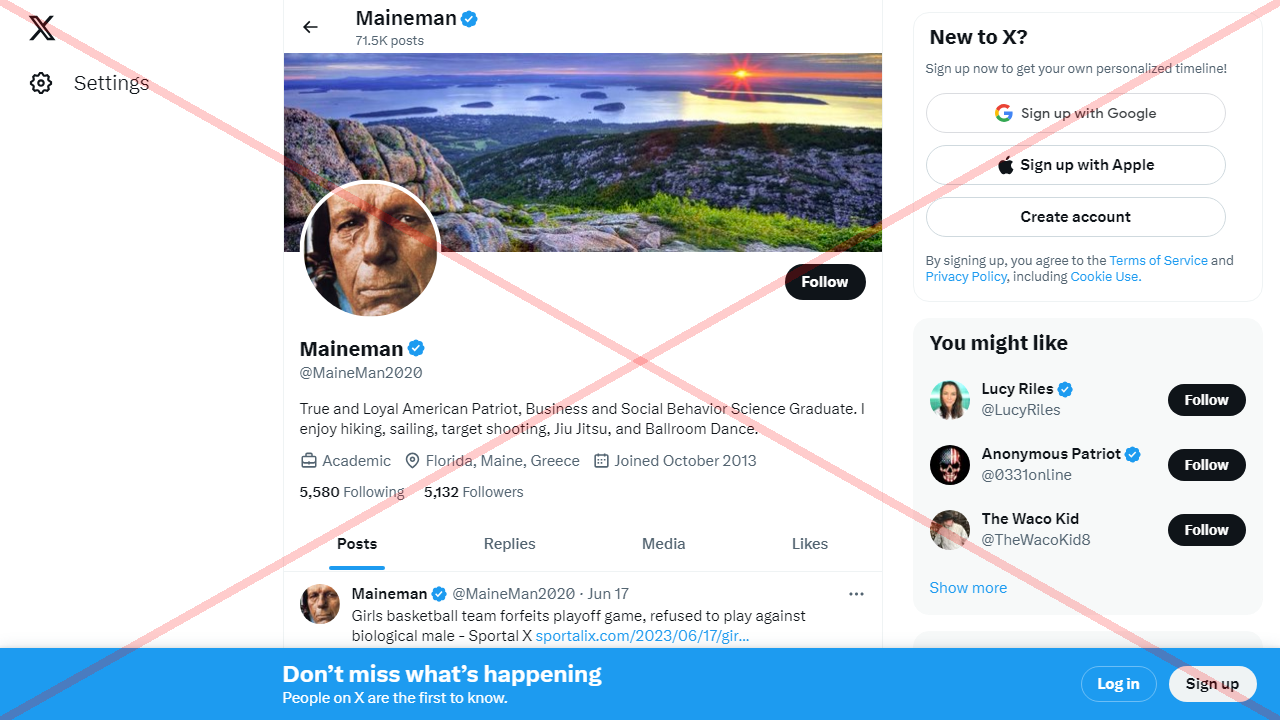 Maineman
71.5K posts
Settings
Follow
Maineman
@MaineMan2020
True and Loyal American Patriot, Business and Social Behavior Science Graduate. I
enjoy hiking, sailing, target shooting, Jiu Jitsu, and Ballroom Dance.
Academic Florida, Maine, Greece Joined October 2013
5,580 Following 5,132 Followers
Posts Replies Media Likes
Maineman @MaineMan2020 · Jun 17
Girls basketball team forfeits playoff game, refused to play against
biological male - Sportal X sportalix.com/2023/06/17/gir…
New to X?
Sign up now to get your own personalized timeline!
Sign up with Google
Sign up with Apple
Create account
By signing up, you agree to the Terms of Service and
Privacy Policy, including Cookie Use.
You might like
Lucy Riles
@LucyRiles
Follow
Anonymous Patriot
@0331online
Follow
The Waco Kid
@TheWacoKid8
Follow
Show more
Don’t miss what’s happening
People on X are the first to know.
Log in
Sign up